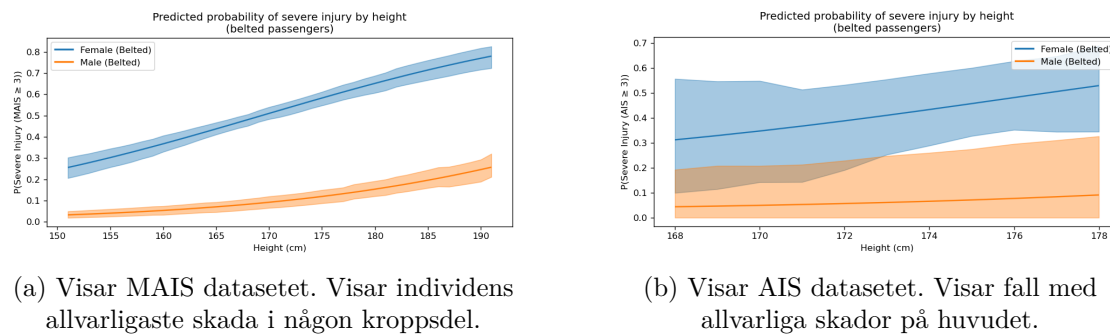 Predicted probability of severe injury by height
(belted passengers)
Female (Belted)
Male (Belted)
P(Severe Injury (MAIS ≥ 3))
0.8
0.7
0.6
0.5
0.4
0.3
0.2
0.1
0.0
150 155 160 165 170 175 180 185 190
Height (cm)
(a) Visar MAIS datasetet. Visar individens
allvarligaste skada i någon kroppsdel.
Predicted probability of severe injury by height
(belted passengers)
Female (Belted)
Male (Belted)
P(Severe Injury (AIS ≥ 3))
0.7
0.6
0.5
0.4
0.3
0.2
0.1
0.0
168 170 172 174 176 178
Height (cm)
(b) Visar AIS datasetet. Visar fall med
allvarliga skador på huvudet.